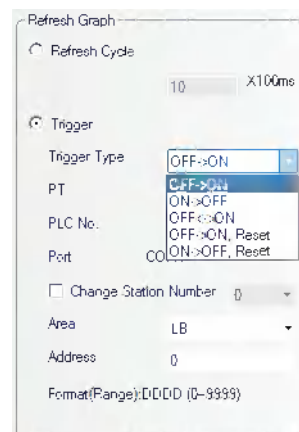 Refresh Graph
Refresh Cycle
10 X100ms
Trigger
Trigger Type OFF->ON
PT OFF->ON
ON->OFF
PLC No. OFF<->ON
OFF->ON, Reset
Port ON->OFF, Reset
Change Station Number 0
Area LB
Address 0
Format(Range):DDDD (0~9999)